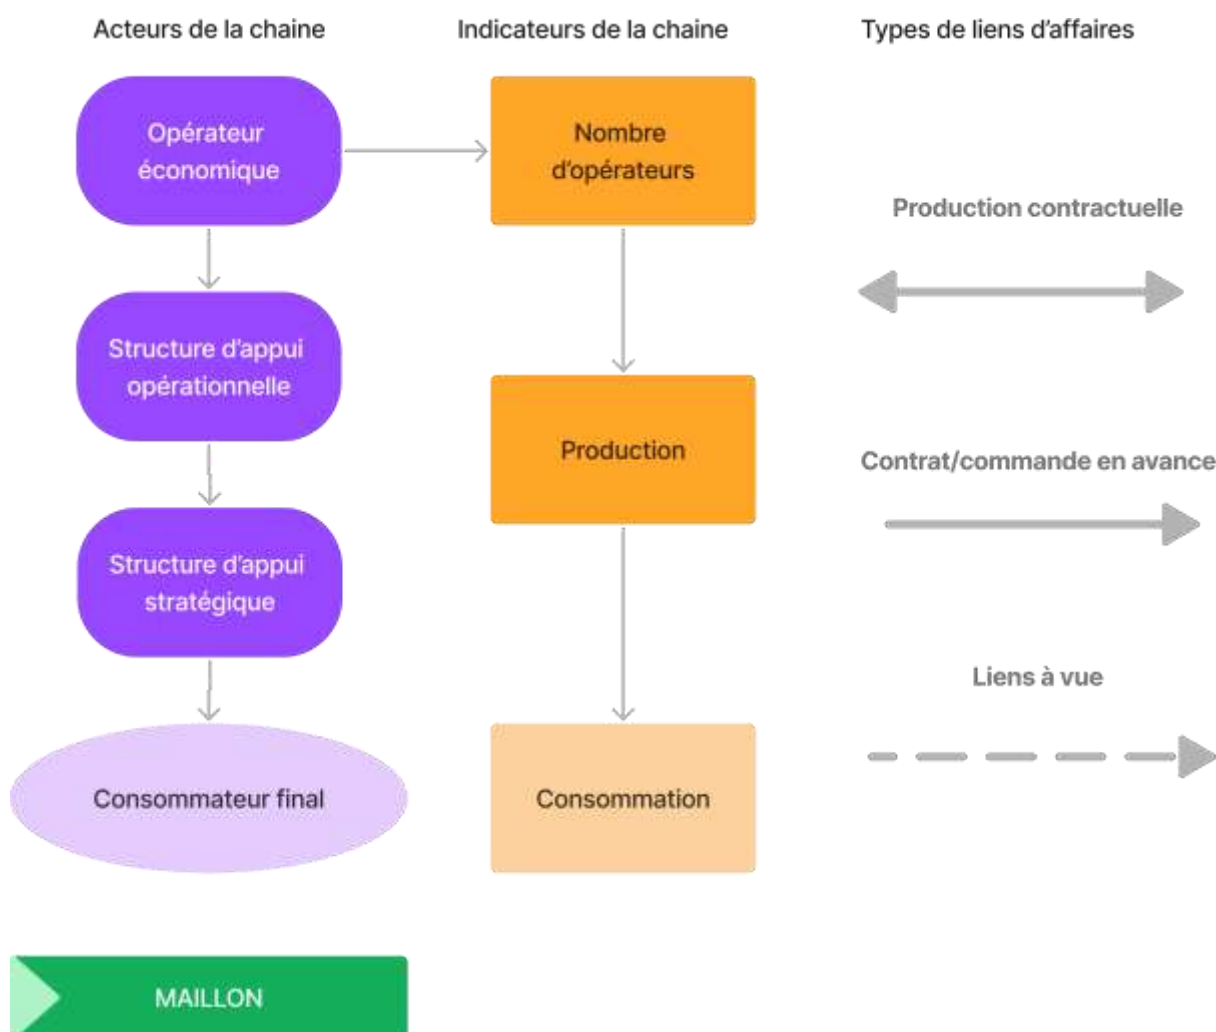 Acteurs de la chaine
Indicateurs de la chaine
Types de liens d'affaires
Opérateur
économique
Nombre
d'opérateurs
Production contractuelle
Structure d'appui
opérationnelle
Production
Contrat/commande en avance
Structure d'appui
stratégique
Liens à vue
Consommateur final
Consommation
MAILLON